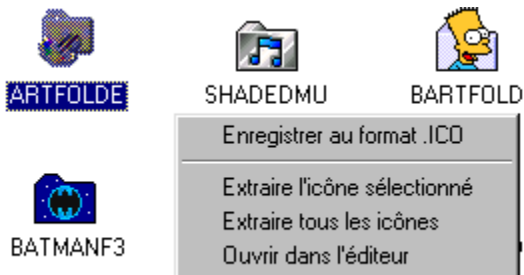 ARTFOLDE
SHADEDMU
BARTFOLD
Enregistrer au format .ICO
Extraire l'icône sélectionné
Extraire tous les icônes
Ouvrir dans l'éditeur
BATMANF3